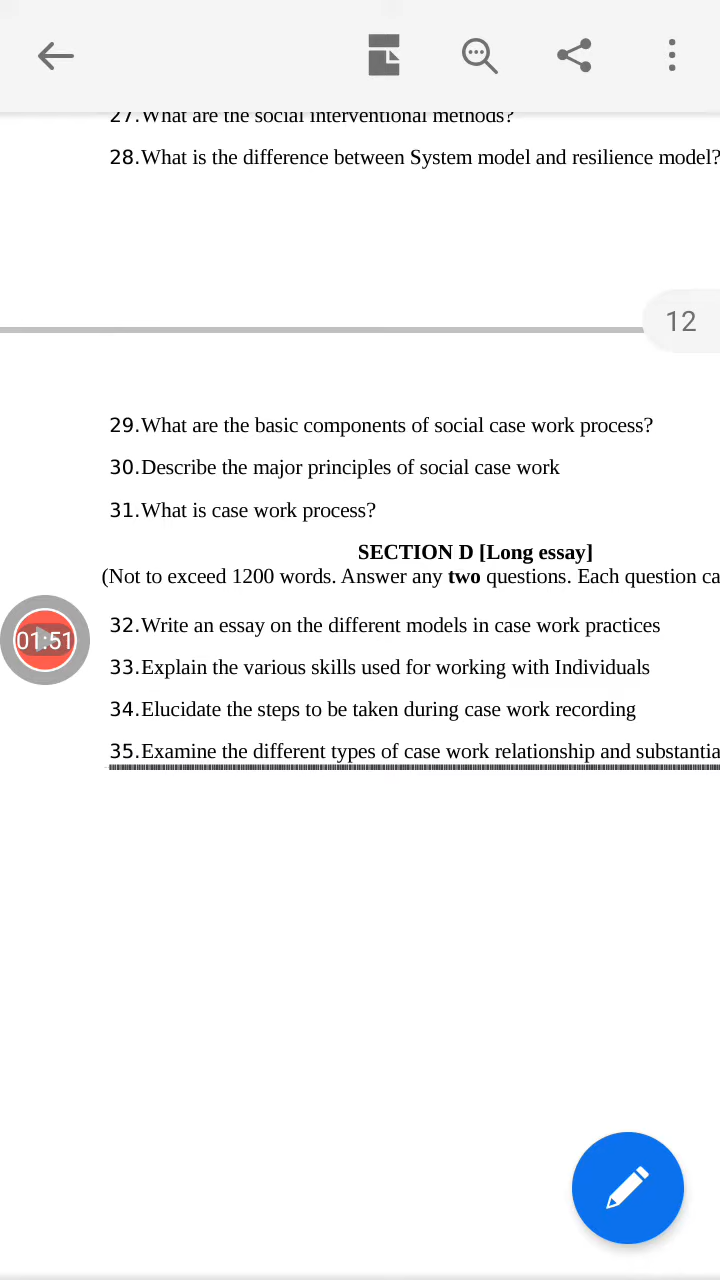 27.What are the social interventional methods?
28.What is the difference between System model and resilience model?
12
29.What are the basic components of social case work process?
30.Describe the major principles of social case work
31.What is case work process?
SECTION D [Long essay]
(Not to exceed 1200 words. Answer any two questions. Each question ca
01:51
32.Write an essay on the different models in case work practices
33.Explain the various skills used for working with Individuals
34.Elucidate the steps to be taken during case work recording
35.Examine the different types of case work relationship and substantia